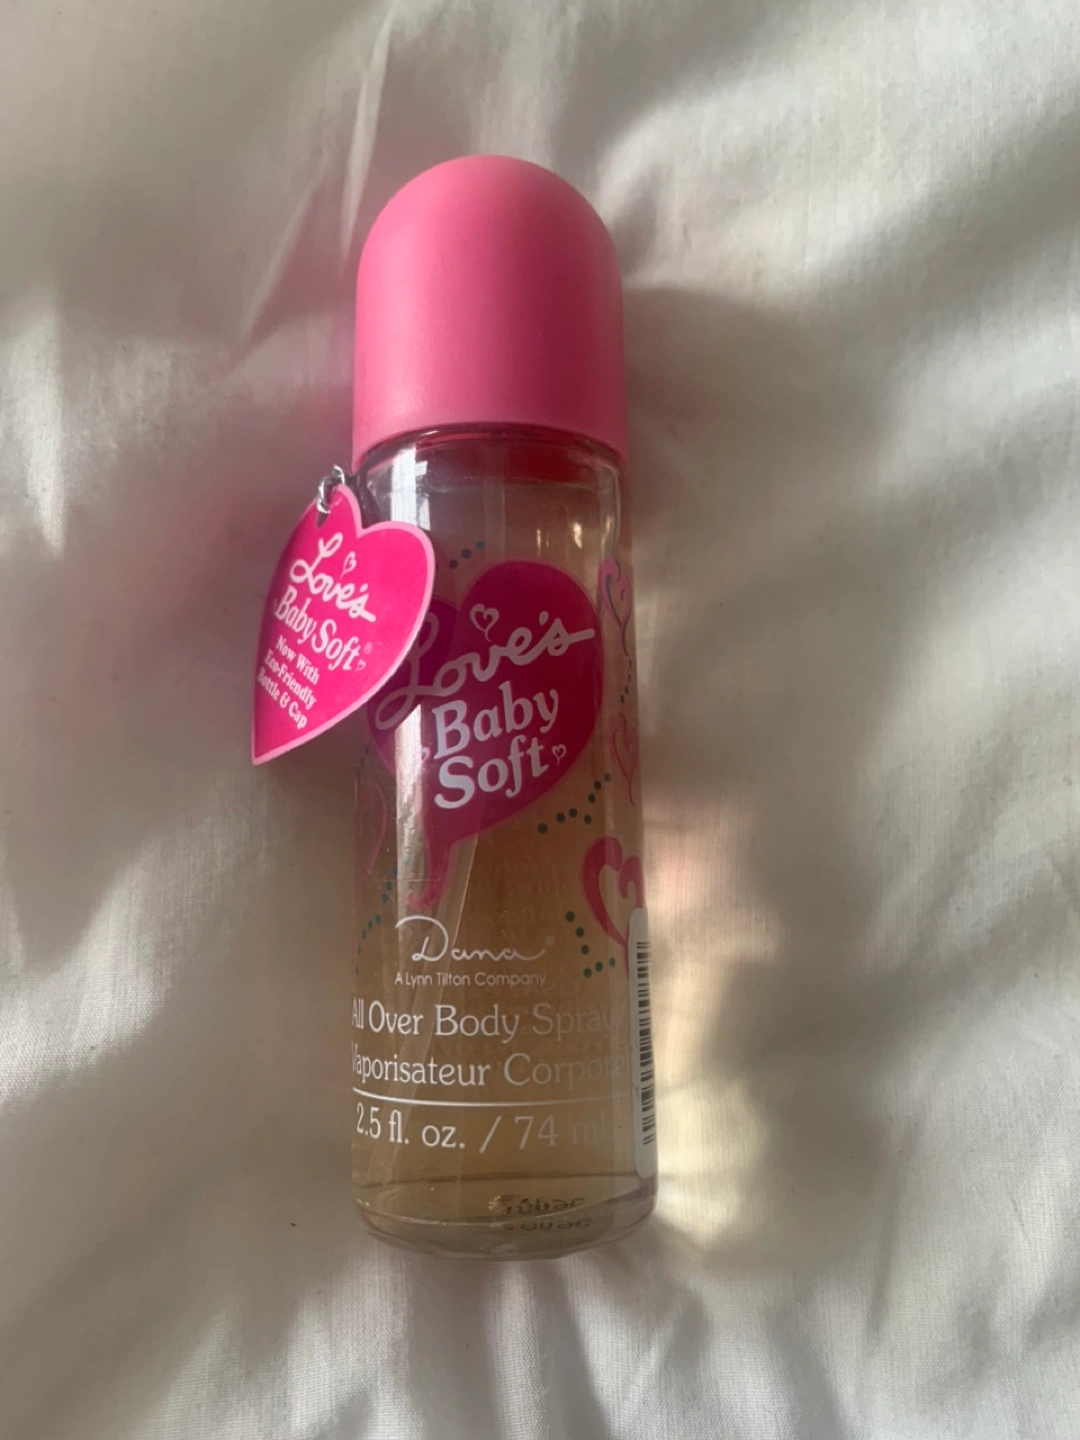 Love's
Baby Soft®
Now With
Eco-Friendly
Bottle & Cap
Love's
Baby
Soft
Dana
A Lynn Tilton Company
All Over Body Spray
Vaporisateur Corporel
2.5 fl. oz. / 74 ml